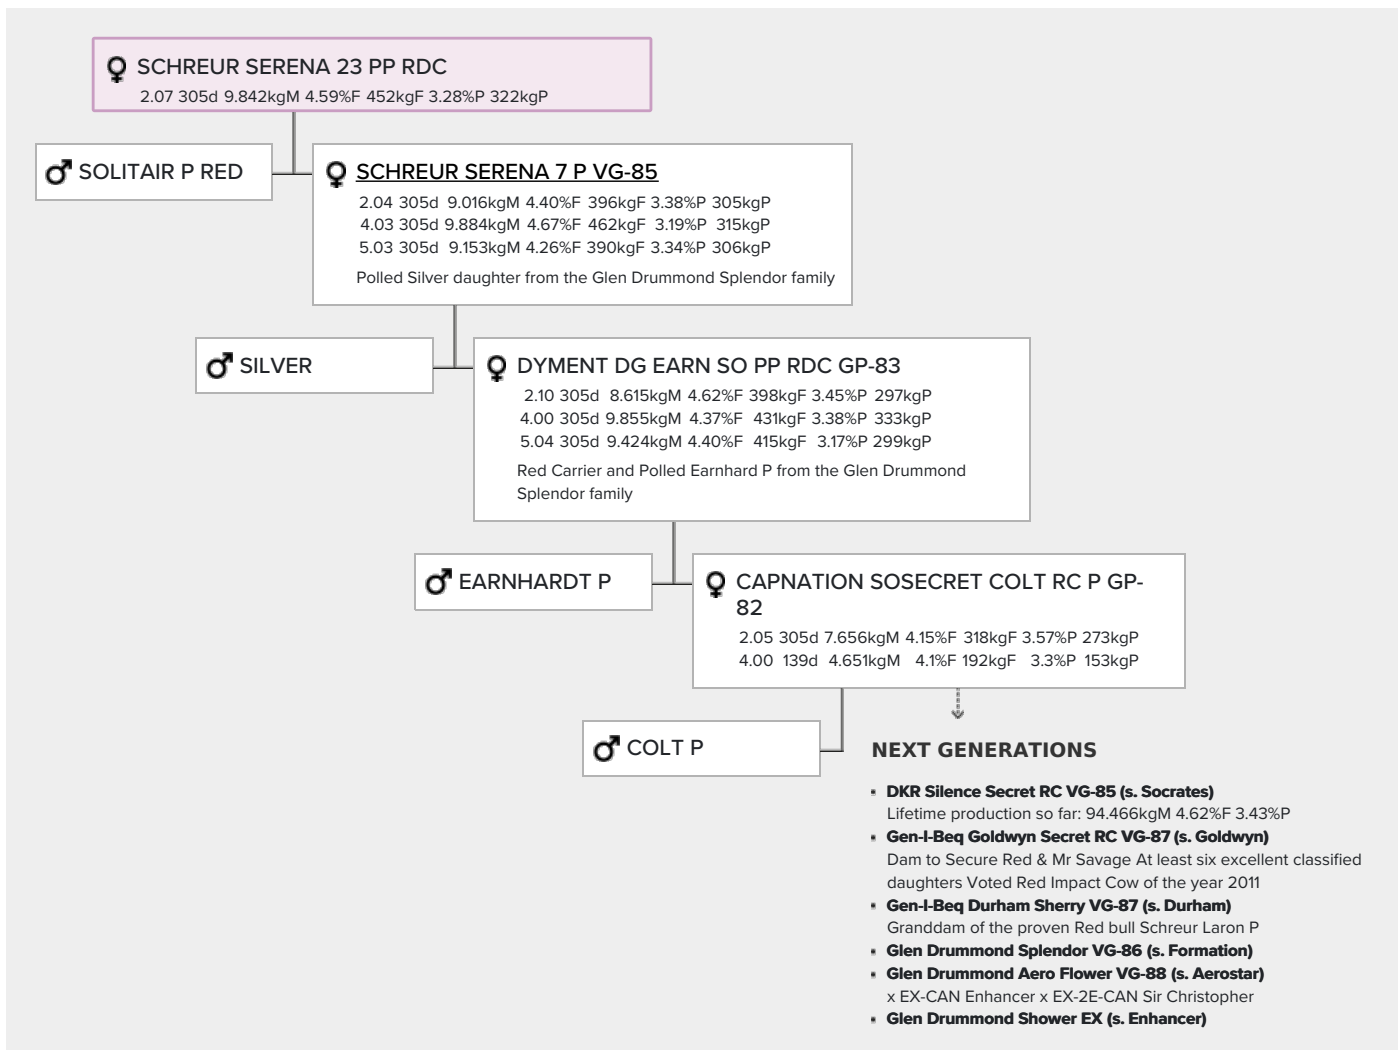 SCHREUR SERENA 23 PP RDC
2.07 305d 9.842kgM 4.59%F 452kgF 3.28%P 322kgP
SOLITAIR P RED
SCHREUR SERENA 7 P VG-85
2.04 305d 9.016kgM 4.40%F 396kgF 3.38%P 305kgP
4.03 305d 9.884kgM 4.67%F 462kgF 3.19%P 315kgP
5.03 305d 9.153kgM 4.26%F 390kgF 3.34%P 306kgP
Polled Silver daughter from the Glen Drummond Splendor family
SILVER
DYMENT DG EARN SO PP RDC GP-83
2.10 305d 8.615kgM 4.62%F 398kgF 3.45%P 297kgP
4.00 305d 9.855kgM 4.37%F 431kgF 3.38%P 333kgP
5.04 305d 9.424kgM 4.40%F 415kgF 3.17%P 299kgP
Red Carrier and Polled Earnhard P from the Glen Drummond
Splendor family
EARNHARDT P
CAPNATION SOSECRET COLT RC P GP-
82
2.05 305d 7.656kgM 4.15%F 318kgF 3.57%P 273kgP
4.00 139d 4.651kgM 4.1%F 192kgF 3.3%P 153kgP
COLT P
NEXT GENERATIONS
DKR Silence Secret RC VG-85 (s. Socrates)
Lifetime production so far: 94.466kgM 4.62%F 3.43%P
Gen-I-Beq Goldwyn Secret RC VG-87 (s. Goldwyn)
Dam to Secure Red & Mr Savage At least six excellent classified
daughters Voted Red Impact Cow of the year 2011
Gen-I-Beq Durham Sherry VG-87 (s. Durham)
Granddam of the proven Red bull Schreur Laron P
Glen Drummond Splendor VG-86 (s. Formation)
Glen Drummond Aero Flower VG-88 (s. Aerostar)
x EX-CAN Enhancer x EX-2E-CAN Sir Christopher
Glen Drummond Shower EX (s. Enhancer)